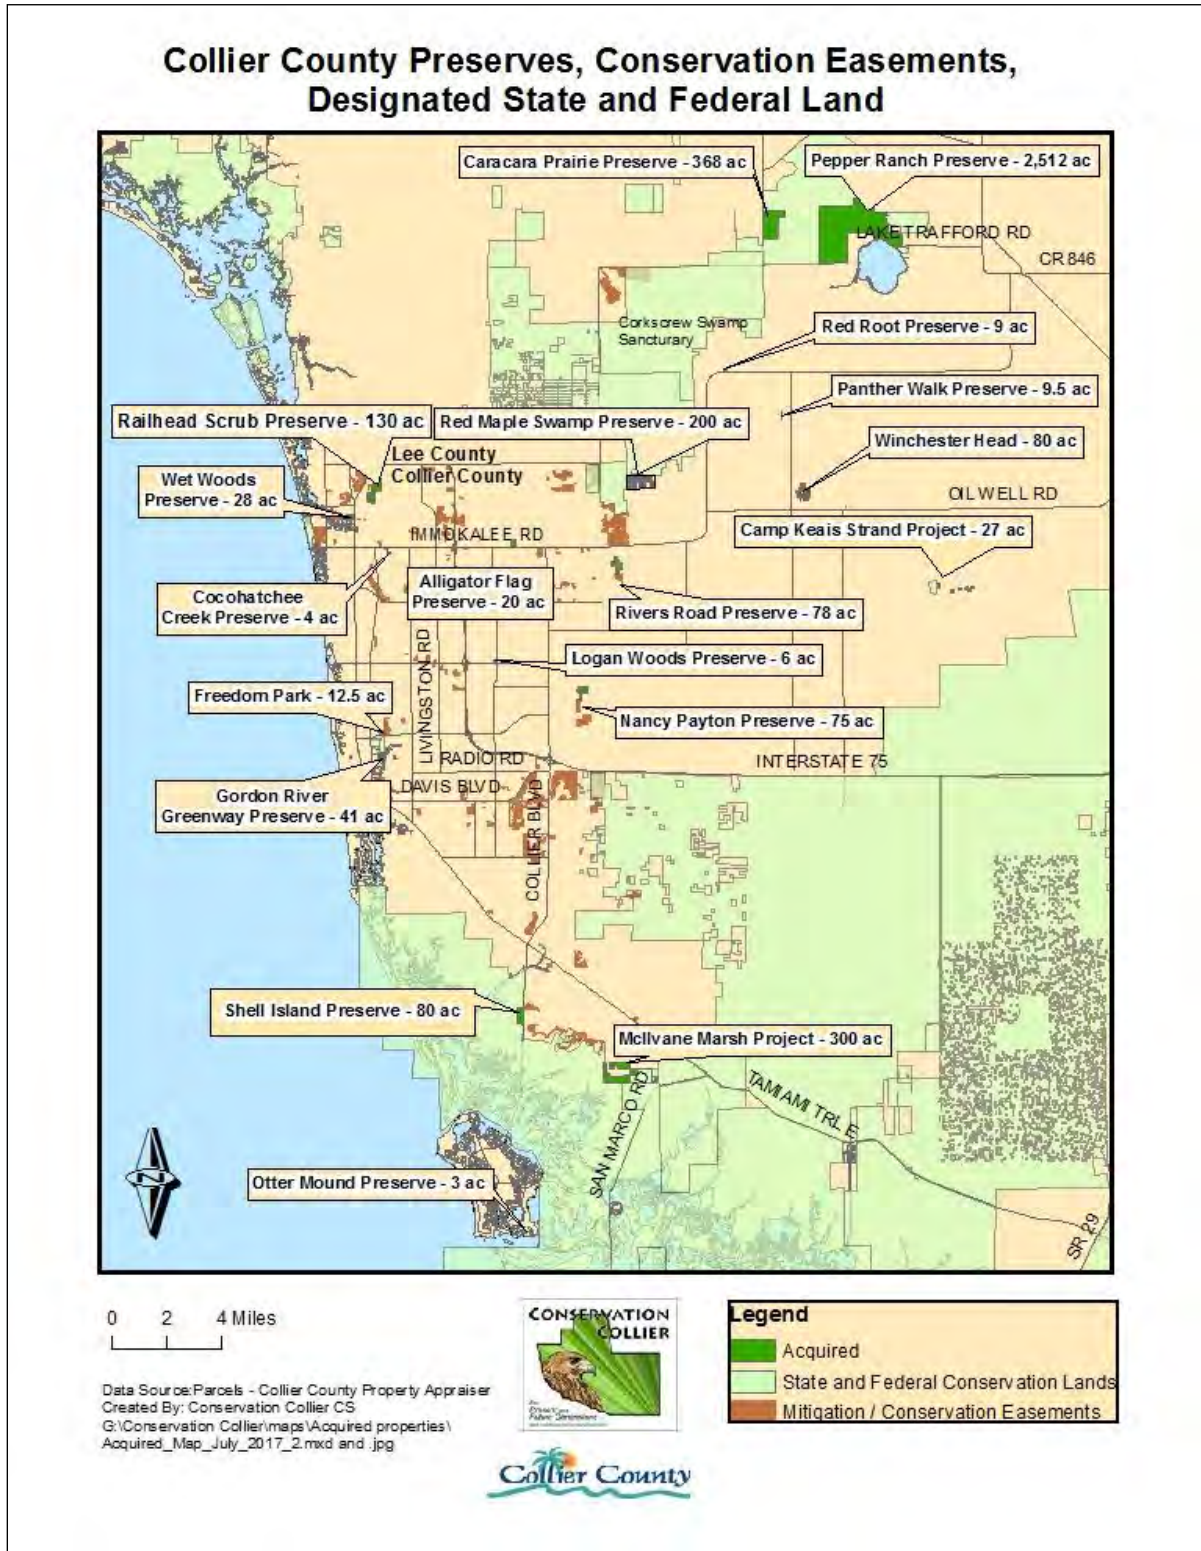 Collier County Preserves, Conservation Easements,
Designated State and Federal Land
Caracara Prairie Preserve - 368 ac
Pepper Ranch Preserve - 2,512 ac
LAKE TRAFFORD RD
CR 846
Corkscrew Swamp
Sancturary
Red Root Preserve - 9 ac
Panther Walk Preserve - 9.5 ac
Railhead Scrub Preserve - 130 ac
Red Maple Swamp Preserve - 200 ac
Winchester Head - 80 ac
Lee County
Collier County
Wet Woods
Preserve - 28 ac
OIL WELL RD
IMMOKALEE RD
Camp Keais Strand Project - 27 ac
Alligator Flag
Preserve - 20 ac
Cocohatchee
Creek Preserve - 4 ac
Rivers Road Preserve - 78 ac
LIVINGSTON RD
Logan Woods Preserve - 6 ac
Freedom Park - 12.5 ac
Nancy Payton Preserve - 75 ac
RADIO RD
INTERSTATE 75
DAVIS BLVD
Gordon River
Greenway Preserve - 41 ac
COLLIER BLVD
Shell Island Preserve - 80 ac
McIlvane Marsh Project - 300 ac
SAN MARCO RD
TAMIAMI TRL E
Otter Mound Preserve - 3 ac
SR 29
N
0 2 4 Miles
CONSERVATION
COLLIER
Legend
Acquired
State and Federal Conservation Lands
Mitigation / Conservation Easements
Data Source:Parcels - Collier County Property Appraiser
Created By: Conservation Collier CS
G:\Conservation Collier\maps\Acquired properties\
Acquired_Map_July_2017_2.mxd and .jpg
Collier County